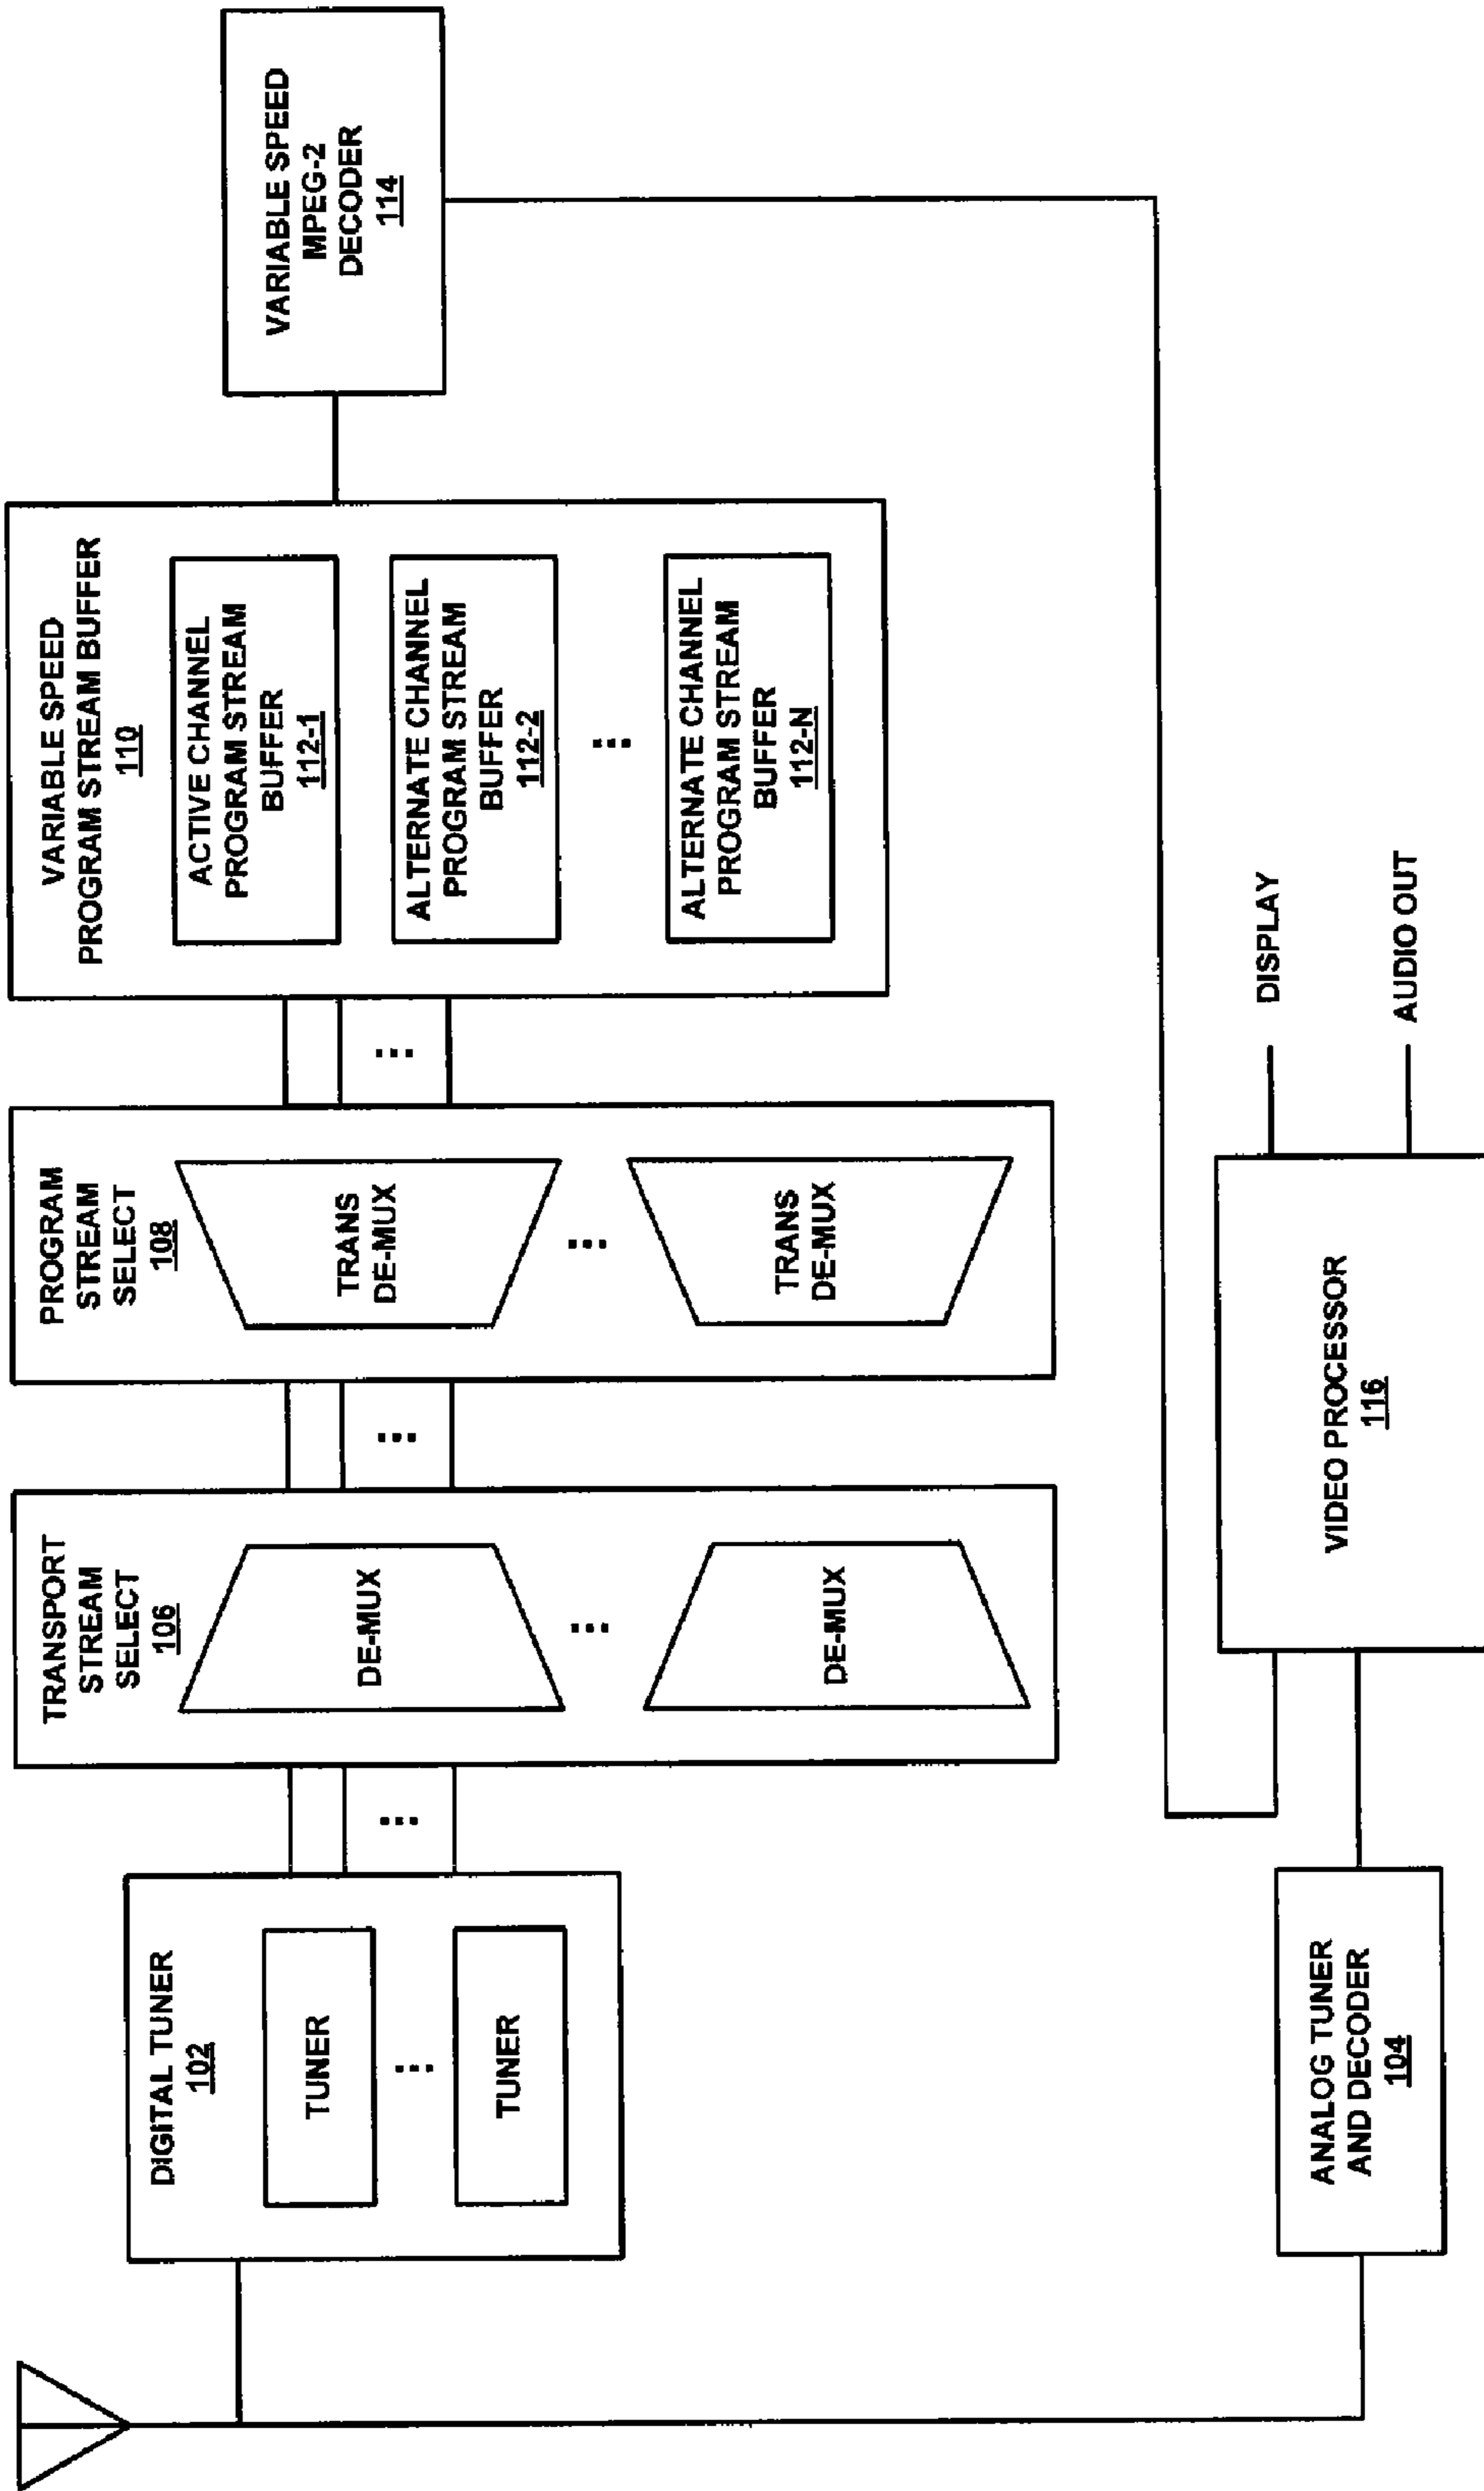 DIGITAL TUNER
102
TUNER
⋮
TUNER
⋮
TRANSPORT
STREAM
SELECT
106
DE-MUX
⋮
DE-MUX
⋮
PROGRAM
STREAM
SELECT
108
TRANS
DE-MUX
⋮
TRANS
DE-MUX
⋮
VARIABLE SPEED
PROGRAM STREAM BUFFER
110
ACTIVE CHANNEL
PROGRAM STREAM
BUFFER
112-1
ALTERNATE CHANNEL
PROGRAM STREAM
BUFFER
112-2
⋮
ALTERNATE CHANNEL
PROGRAM STREAM
BUFFER
112-N
VARIABLE SPEED
MPEG-2
DECODER
114
ANALOG TUNER
AND DECODER
104
VIDEO PROCESSOR
116
DISPLAY
AUDIO OUT